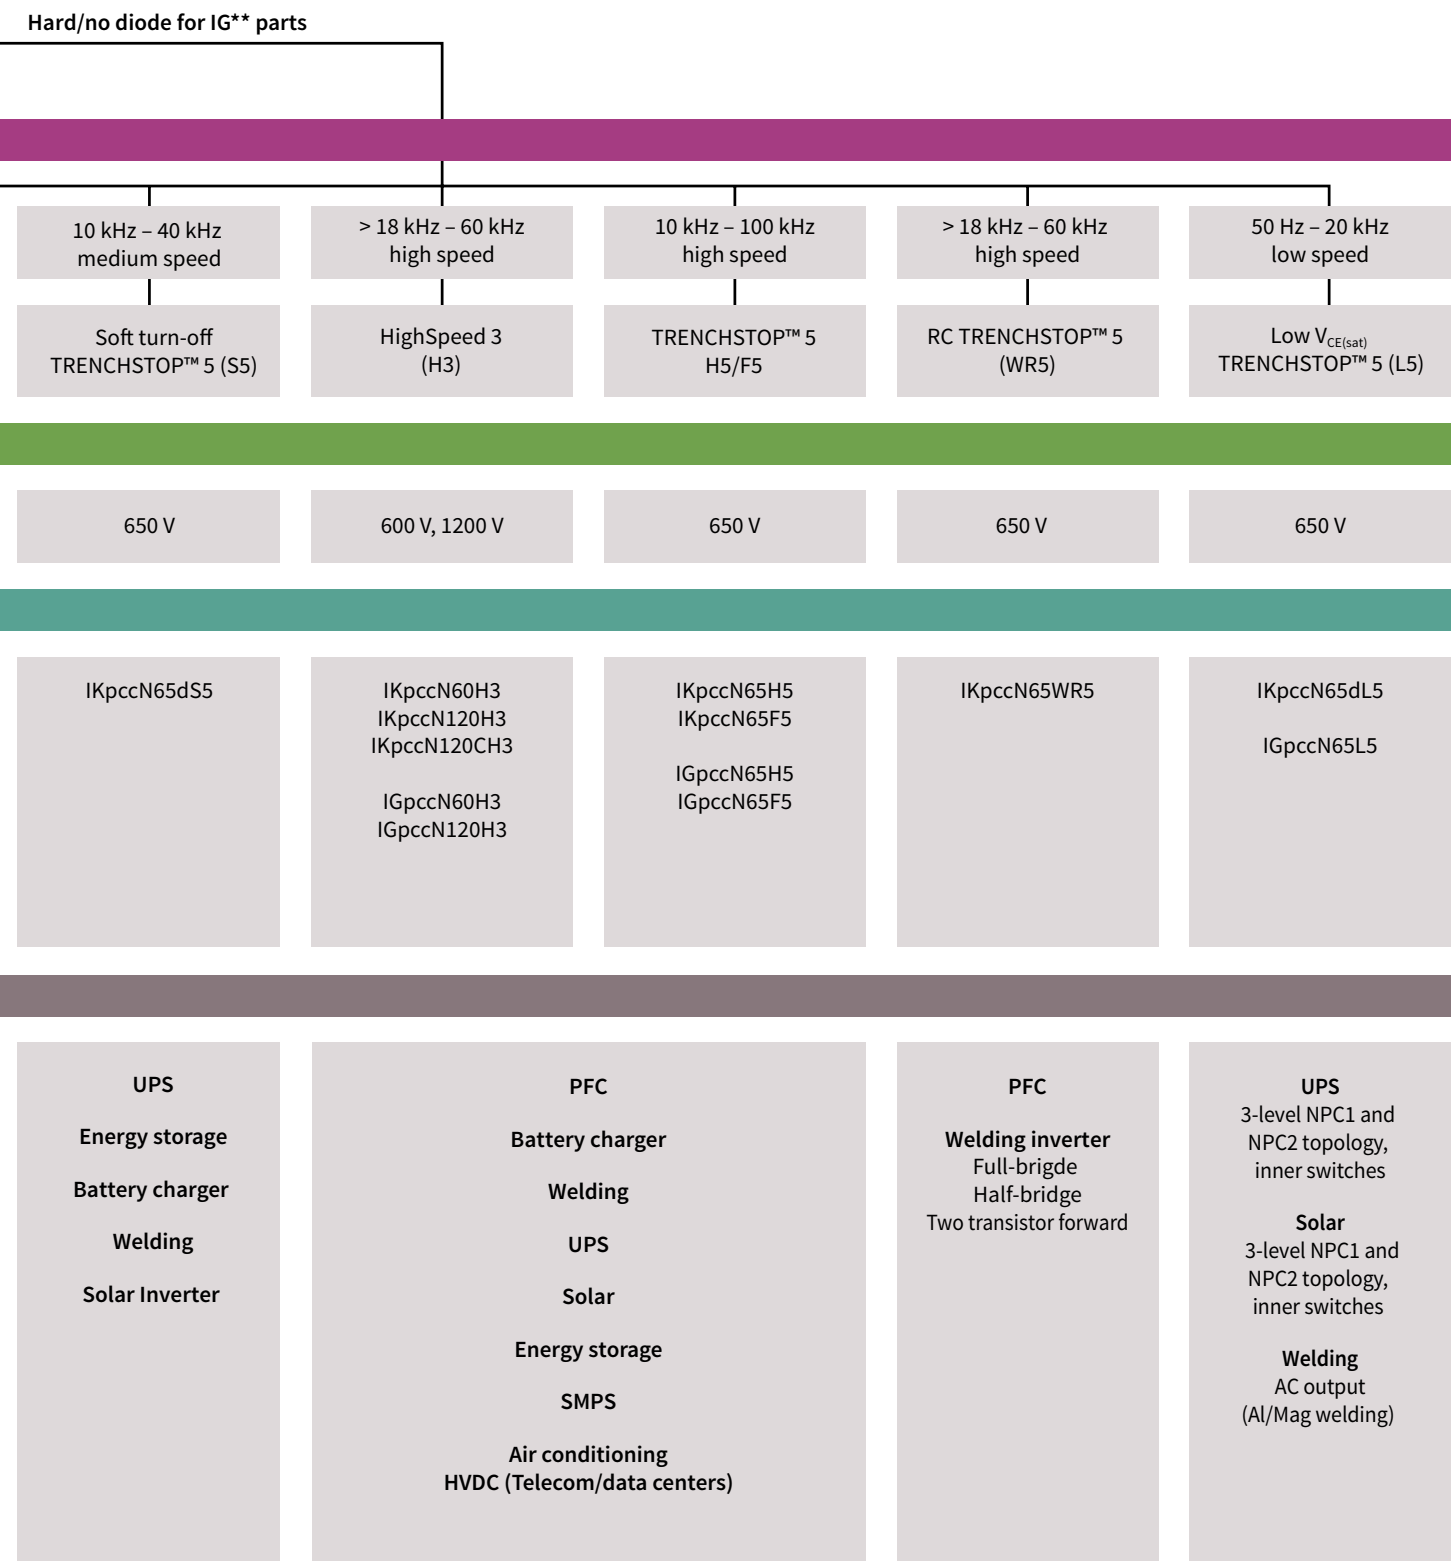 Hard/no diode for IG** parts
10 kHz – 40 kHz
medium speed
> 18 kHz – 60 kHz
high speed
10 kHz – 100 kHz
high speed
> 18 kHz – 60 kHz
high speed
50 Hz – 20 kHz
low speed
Soft turn-off
TRENCHSTOP™ 5 (S5)
HighSpeed 3
(H3)
TRENCHSTOP™ 5
H5/F5
RC TRENCHSTOP™ 5
(WR5)
Low VCE(sat)
TRENCHSTOP™ 5 (L5)
650 V
600 V, 1200 V
650 V
650 V
650 V
IKpccN65dS5
IKpccN60H3
IKpccN120H3
IKpccN120CH3
IGpccN60H3
IGpccN120H3
IKpccN65H5
IKpccN65F5
IGpccN65H5
IGpccN65F5
IKpccN65WR5
IKpccN65dL5
IGpccN65L5
UPS
Energy storage
Battery charger
Welding
Solar Inverter
PFC
Battery charger
Welding
UPS
Solar
Energy storage
SMPS
Air conditioning
HVDC (Telecom/data centers)
PFC
Welding inverter
Full-brigde
Half-bridge
Two transistor forward
UPS
3-level NPC1 and
NPC2 topology,
inner switches
Solar
3-level NPC1 and
NPC2 topology,
inner switches
Welding
AC output
(Al/Mag welding)